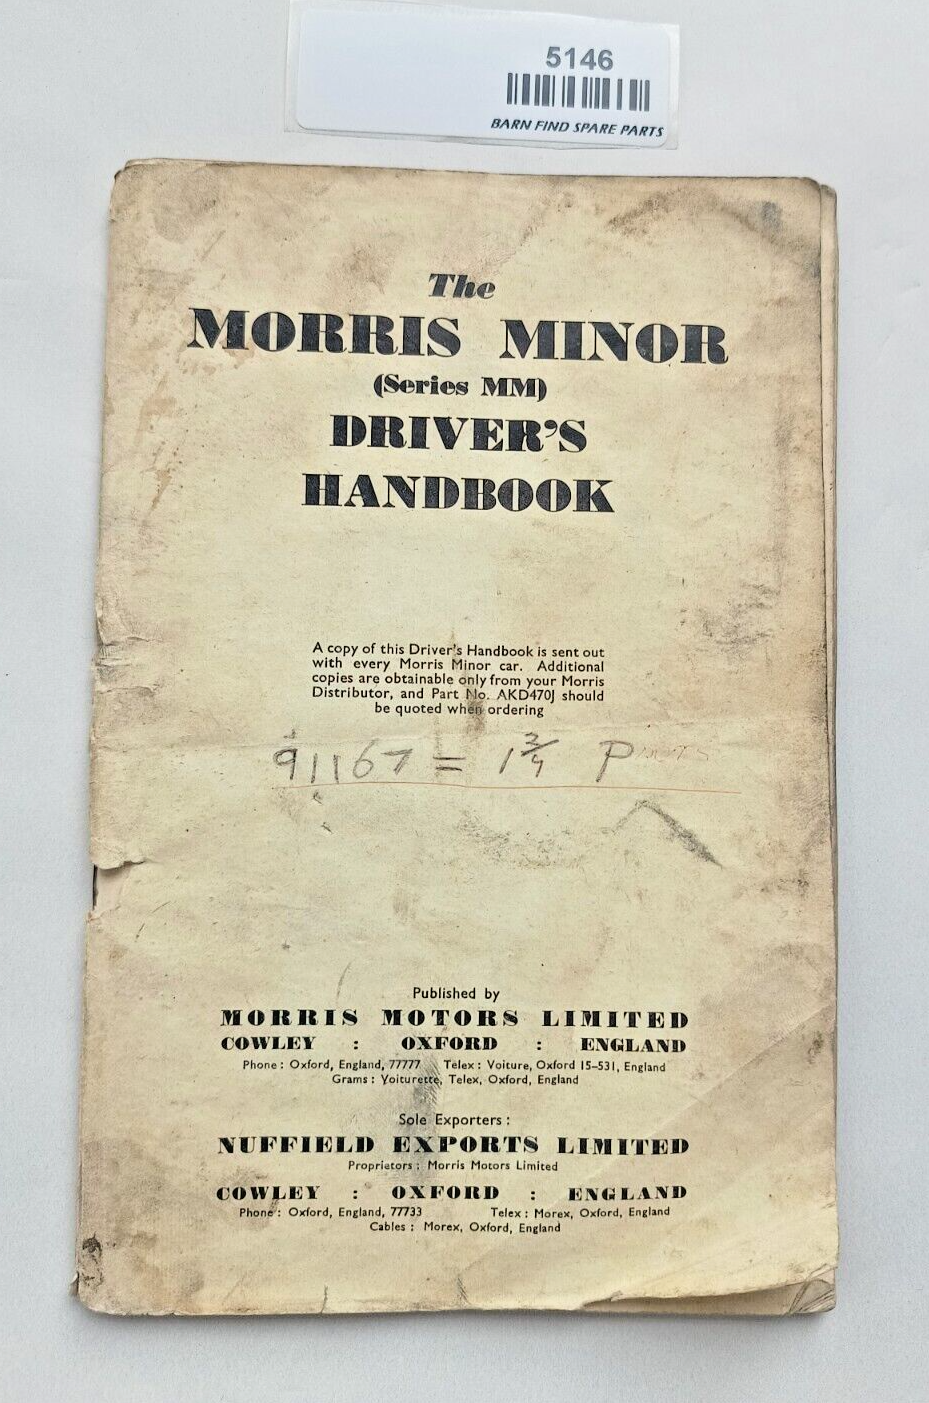 5146
BARN FIND SPARE PARTS
The
MORRIS MINOR
(Series MM)
DRIVER'S
HANDBOOK
A copy of this Driver's Handbook is sent out
with every Morris Minor car. Additional
copies are obtainable only from your Morris
Distributor, and Part No. AKD470J should
be quoted when ordering
91167 = 1 3/4 P
Published by
MORRIS MOTORS LIMITED
COWLEY : OXFORD : ENGLAND
Phone : Oxford, England, 77777 Telex : Voiture, Oxford 15-531, England
Grams : Voiturette, Telex, Oxford, England
Sole Exporters :
NUFFIELD EXPORTS LIMITED
Proprietors : Morris Motors Limited
COWLEY : OXFORD : ENGLAND
Phone : Oxford, England, 77733 Telex : Morex, Oxford, England
Cables : Morex, Oxford, England